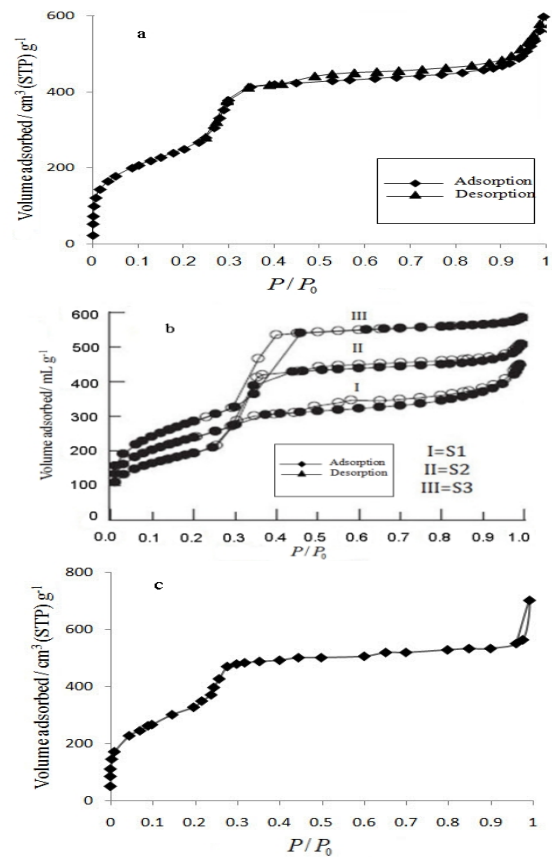 a
Volume adsorbed / cm³ (STP) g⁻¹
600
400
200
0
Adsorption
Desorption
0 0.1 0.2 0.3 0.4 0.5 0.6 0.7 0.8 0.9 1
P / P₀
b
Volume adsorbed / mL g⁻¹
600
500
400
300
200
100
0
III
II
I
Adsorption
Desorption
I=S1
II=S2
III=S3
0.0 0.1 0.2 0.3 0.4 0.5 0.6 0.7 0.8 0.9 1.0
P / P₀
c
Volume adsorbed / cm³ (STP) g⁻¹
800
600
400
200
0
0 0.1 0.2 0.3 0.4 0.5 0.6 0.7 0.8 0.9 1
P / P₀